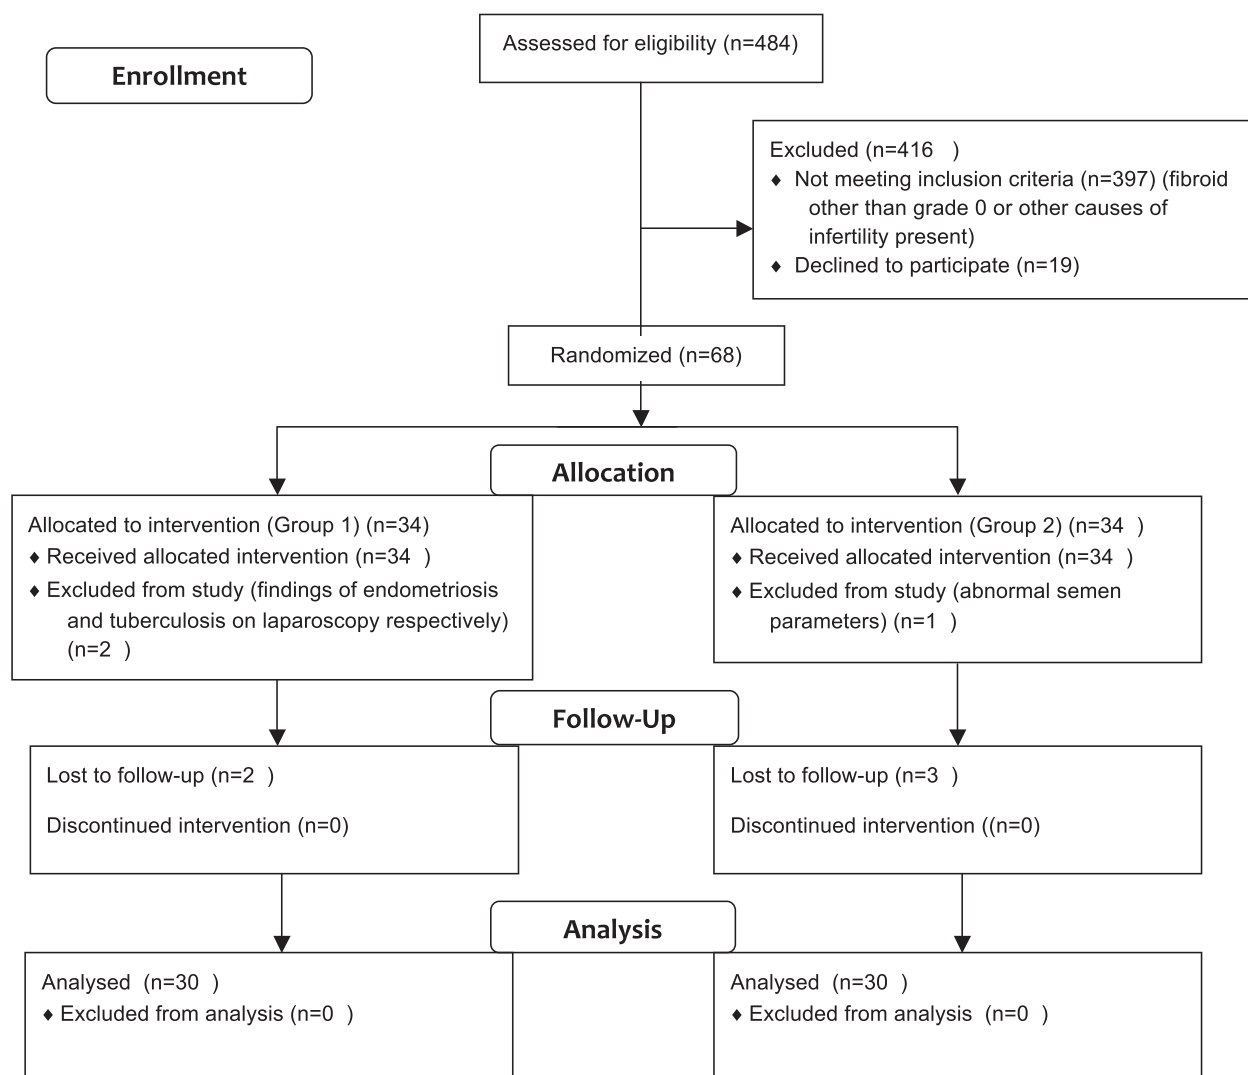 Assessed for eligibility (n=484)
Enrollment
Excluded (n=416 )
♦ Not meeting inclusion criteria (n=397) (fibroid
other than grade 0 or other causes of
infertility present)
♦ Declined to participate (n=19)
Randomized (n=68)
Allocation
Allocated to intervention (Group 1) (n=34)
♦ Received allocated intervention (n=34 )
♦ Excluded from study (findings of endometriosis
and tuberculosis on laparoscopy respectively)
(n=2 )
Allocated to intervention (Group 2) (n=34 )
♦ Received allocated intervention (n=34 )
♦ Excluded from study (abnormal semen
parameters) (n=1 )
Follow-Up
Lost to follow-up (n=2 )
Discontinued intervention (n=0)
Lost to follow-up (n=3 )
Discontinued intervention ((n=0)
Analysis
Analysed (n=30 )
♦ Excluded from analysis (n=0 )
Analysed (n=30 )
♦ Excluded from analysis (n=0 )